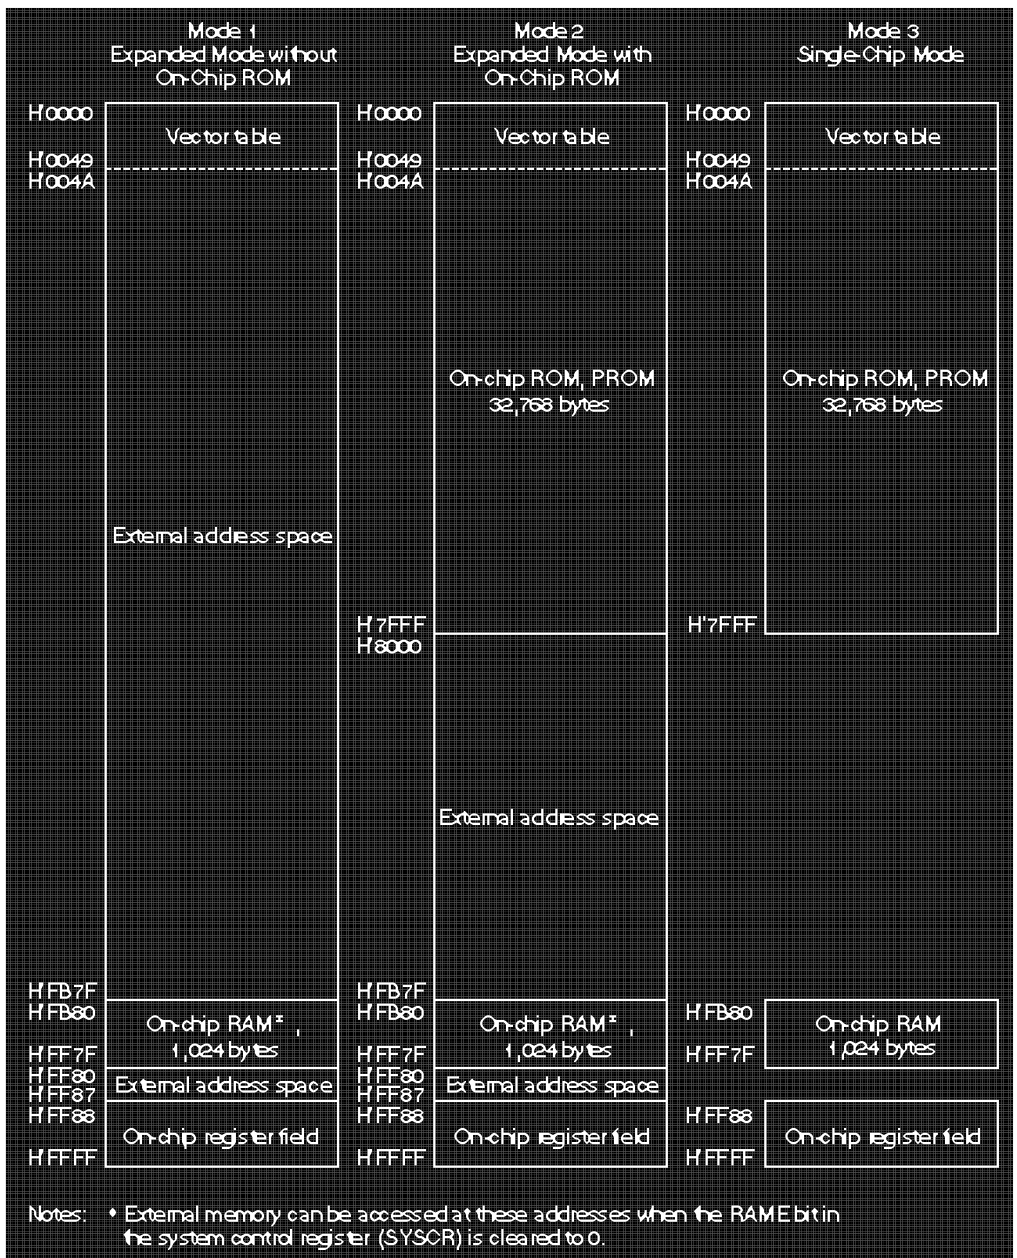 Mode 1
Expanded Mode without
On-Chip ROM
H'0000
Vector table
H'0049
H'004A
External address space
H'FB7F
H'FB80
On-chip RAM*,
1,024 bytes
H'FF7F
H'FF80
External address space
H'FF87
H'FF88
On-chip register field
H'FFFF
Mode 2
Expanded Mode with
On-Chip ROM
H'0000
Vector table
H'0049
H'004A
On-chip ROM, PROM
32,768 bytes
H'7FFF
H'8000
External address space
H'FB7F
H'FB80
On-chip RAM*,
1,024 bytes
H'FF7F
H'FF80
External address space
H'FF87
H'FF88
On-chip register field
H'FFFF
Mode 3
Single-Chip Mode
H'0000
Vector table
H'0049
H'004A
On-chip ROM, PROM
32,768 bytes
H'7FFF
H'FB80
On-chip RAM
1,024 bytes
H'FF7F
H'FF88
On-chip register field
H'FFFF
Notes: * External memory can be accessed at these addresses when the RAME bit in
the system control register (SYSCR) is cleared to 0.